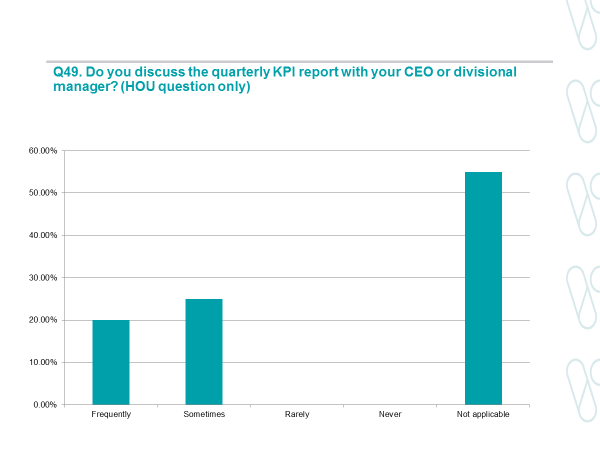 Q49. Do you discuss the quarterly KPI report with your CEO or divisional
manager? (HOU question only)
60.00%
50.00%
40.00%
30.00%
20.00%
10.00%
0.00%
Frequently
Sometimes
Rarely
Never
Not applicable